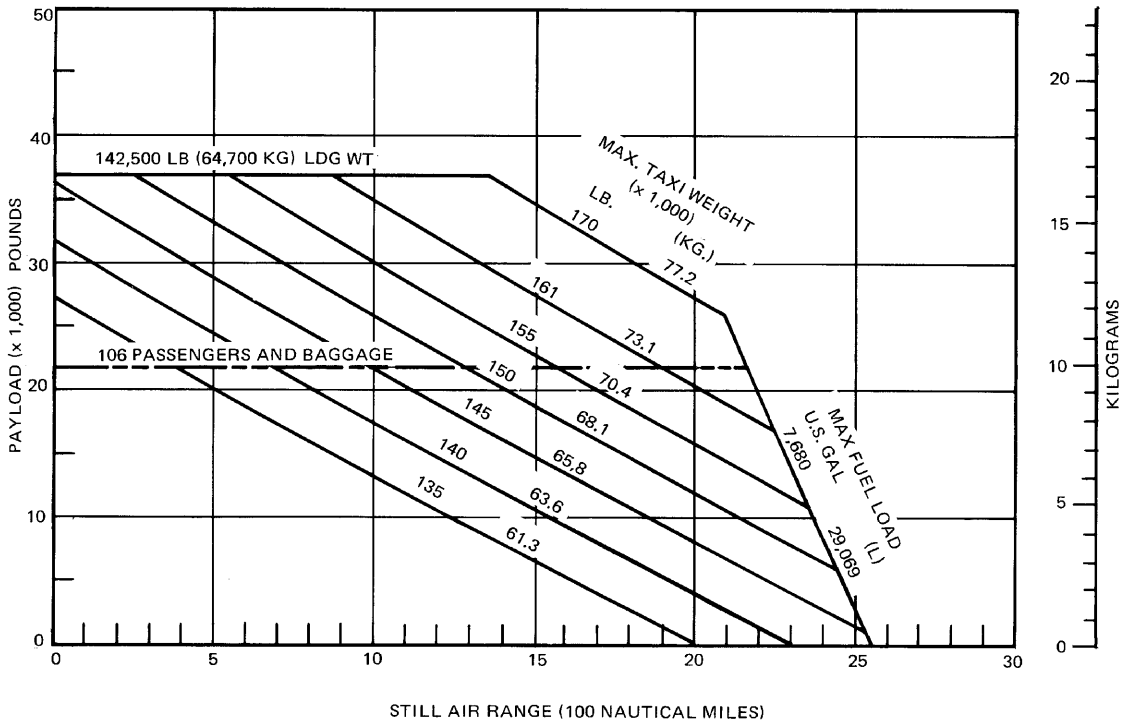 50
40
30
20
10
0
PAYLOAD (x 1,000) POUNDS
142,500 LB (64,700 KG) LDG WT
106 PASSENGERS AND BAGGAGE
MAX. TAXI WEIGHT
(x 1,000)
LB.
(KG.)
170
77.2
161
73.1
155
70.4
150
68.1
145
65,8
140
63.6
135
61.3
MAX FUEL LOAD
U.S. GAL
(L)
7,680
29,069
20
15
10
5
0
KILOGRAMS
0
5
10
15
20
25
30
STILL AIR RANGE (100 NAUTICAL MILES)